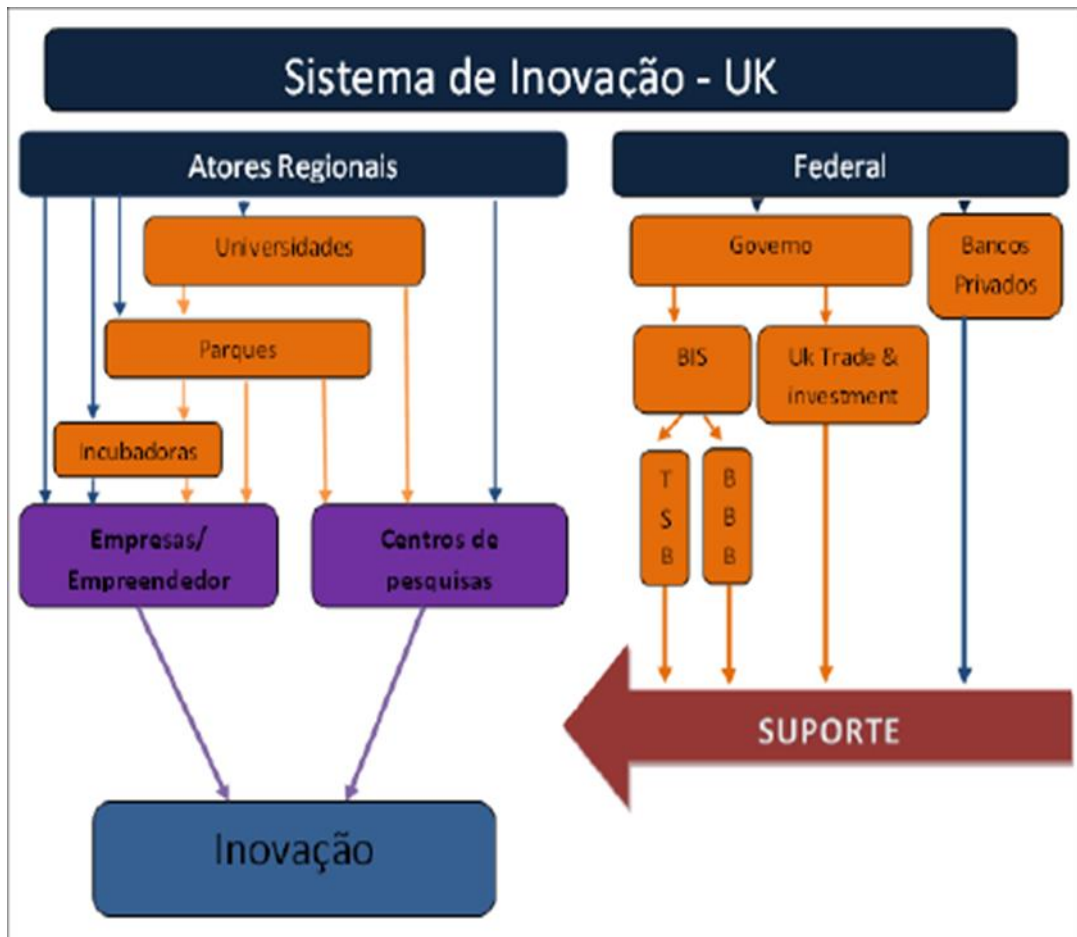 Sistema de Inovação - UK
Atores Regionais
Universidades
Parques
Incubadoras
Empresas/
Empreendedor
Centros de
pesquisas
Inovação
Federal
Governo
Bancos
Privados
BIS
Uk Trade &
investment
T
S
B
B
B
B
SUPORTE